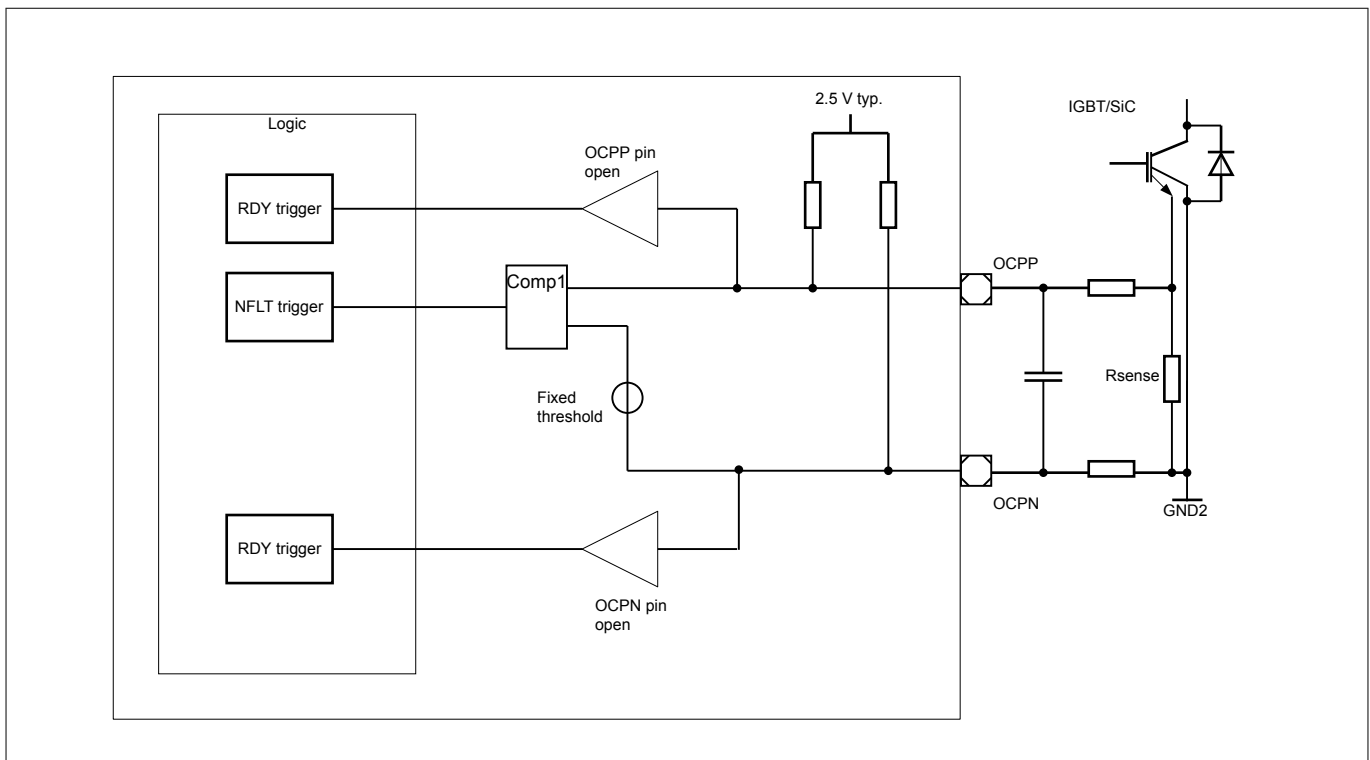 2.5 V typ.
IGBT/SiC
Logic
OCPP pin
open
RDY trigger
OCPP
Comp1
NFLT trigger
Rsense
Fixed
threshold
OCPN
GND2
RDY trigger
OCPN pin
open